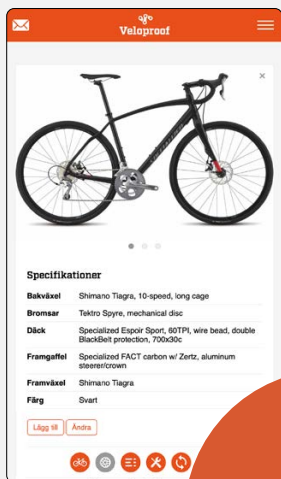 Veloproof
Specifikationer
Bakväxel Shimano Tiagra, 10-speed, long cage
Bromsar Tektro Spyre, mechanical disc
Däck Specialized Espoir Sport, 60TPI, wire bead, double
BlackBelt protection, 700x30c
Framgaffel Specialized FACT carbon w/ Zertz, aluminum
steerer/crown
Framväxel Shimano Tiagra
Färg Svart
Lägg till Ändra